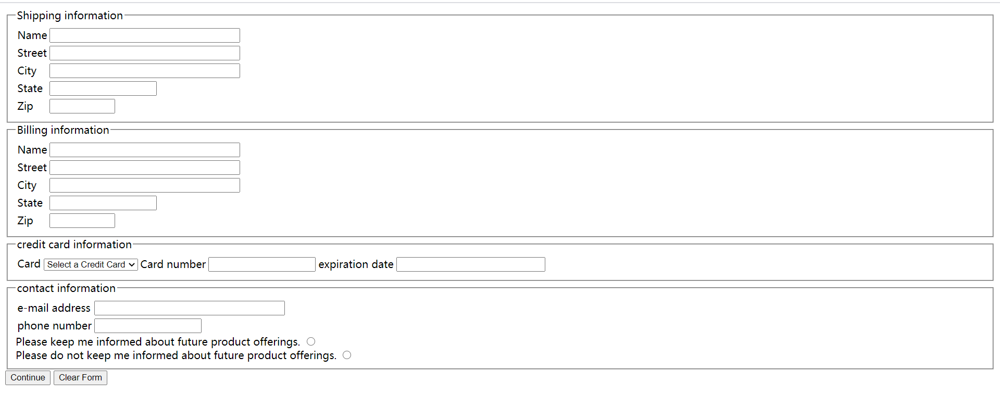 Shipping information
Name
Street
City
State
Zip
Billing information
Name
Street
City
State
Zip
credit card information
Card Select a Credit Card Card number expiration date
contact information
e-mail address
phone number
Please keep me informed about future product offerings.
Please do not keep me informed about future product offerings.
Continue Clear Form